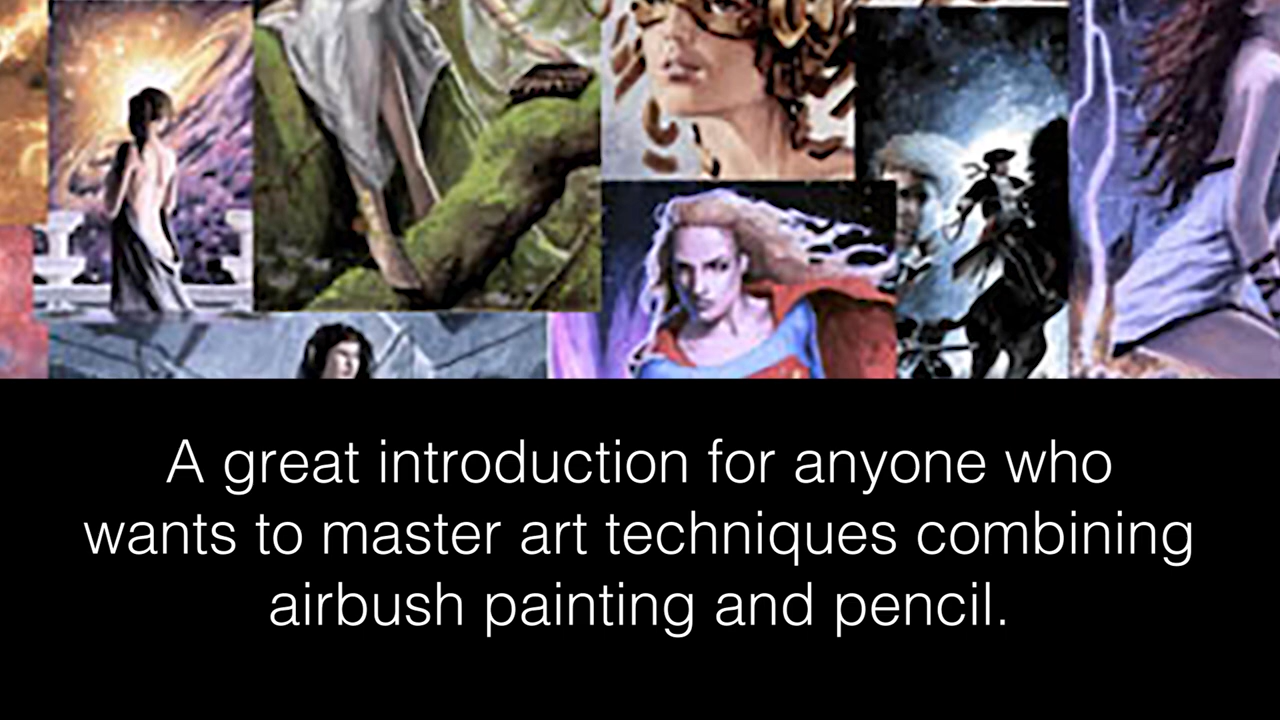 A great introduction for anyone who
wants to master art techniques combining
airbush painting and pencil.